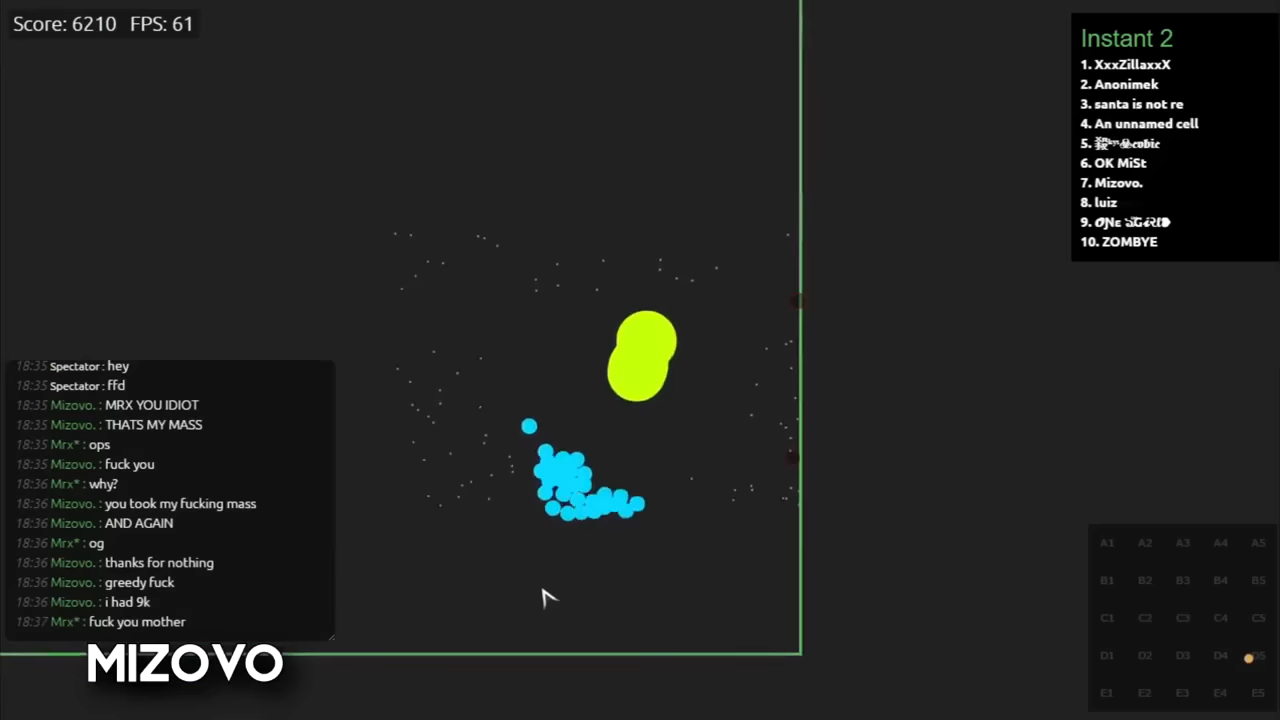 Score: 6210 FPS: 61
Instant 2
1. XxxZillaxxX
2. Anonimek
3. santa is not re
4. An unnamed cell
5.
6. OK MiSt
7. Mizovo.
8. luiz
9.
10. ZOMBYE
18:35 Spectator : hey
18:35 Spectator : ffd
18:35 Mizovo. : MRX YOU IDIOT
18:35 Mizovo. : THATS MY MASS
18:35 Mrx* : ops
18:35 Mizovo. : fuck you
18:36 Mrx* : why?
18:36 Mizovo. : you took my fucking mass
18:36 Mizovo. : AND AGAIN
18:36 Mrx* : og
18:36 Mizovo. : thanks for nothing
18:36 Mizovo. : greedy fuck
18:36 Mizovo. : i had 9k
18:37 Mrx* : fuck you mother
MIZOVO
A1 A2 A3 A4 A5
B1 B2 B3 B4 B5
C1 C2 C3 C4 C5
D1 D2 D3 D4 D5
E1 E2 E3 E4 E5